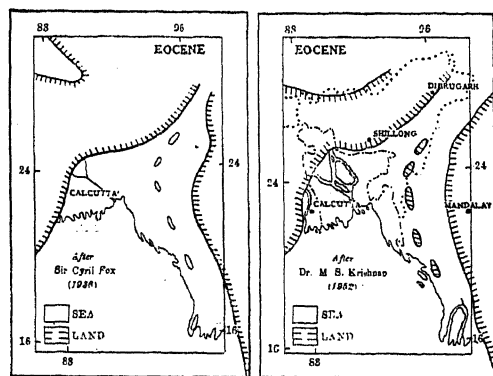 88
96
EOCENE
24
24
CALCUTTA
After
Sir Cyril Fox
(1938)
SEA
LAND
16
16
88
88
96
EOCENE
DIBRUGARH
SHILLONG
24
24
CALCUTTA
MANDALAY
After
Dr. M. S. Krishnan
(1952)
SEA
LAND
16
16
88